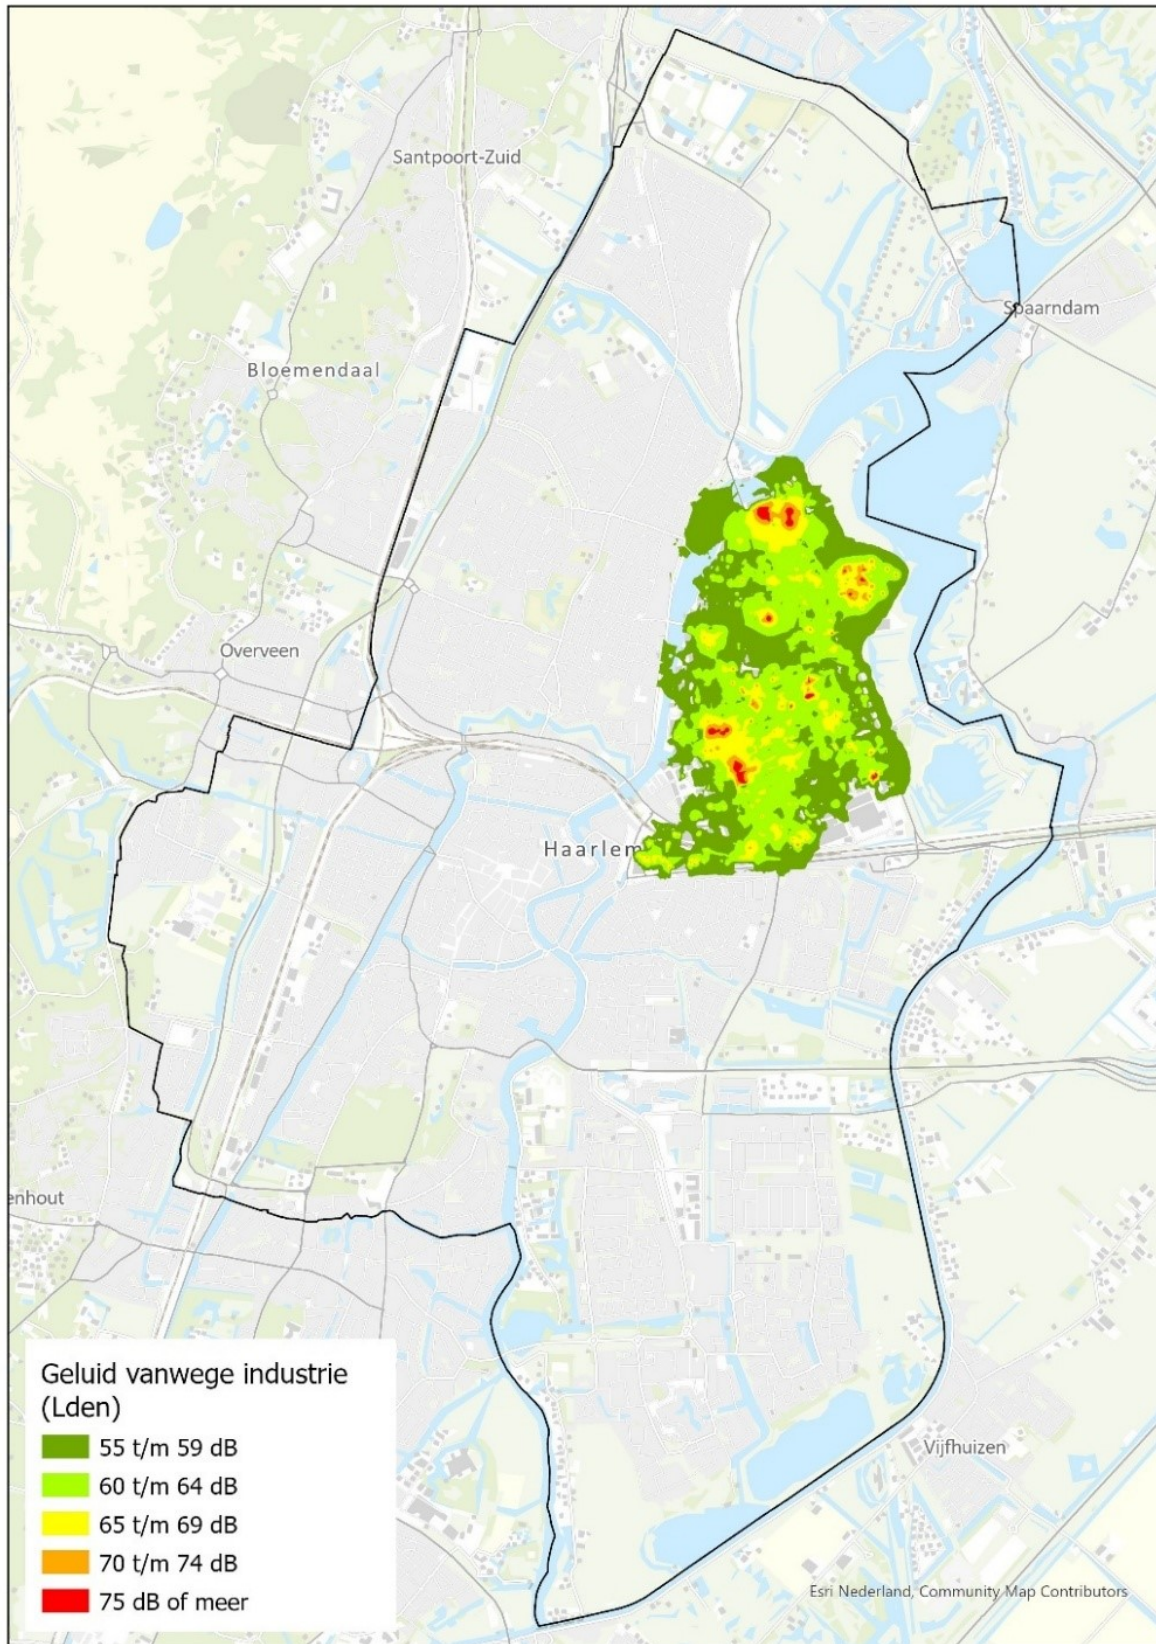 Santpoort-Zuid
Spaarndam
Bloemendaal
Overveen
Haarlem
enhout
Geluid vanwege industrie
(Lden)
55 t/m 59 dB
60 t/m 64 dB
65 t/m 69 dB
70 t/m 74 dB
75 dB of meer
Vijfhuizen
Esri Nederland, Community Map Contributors